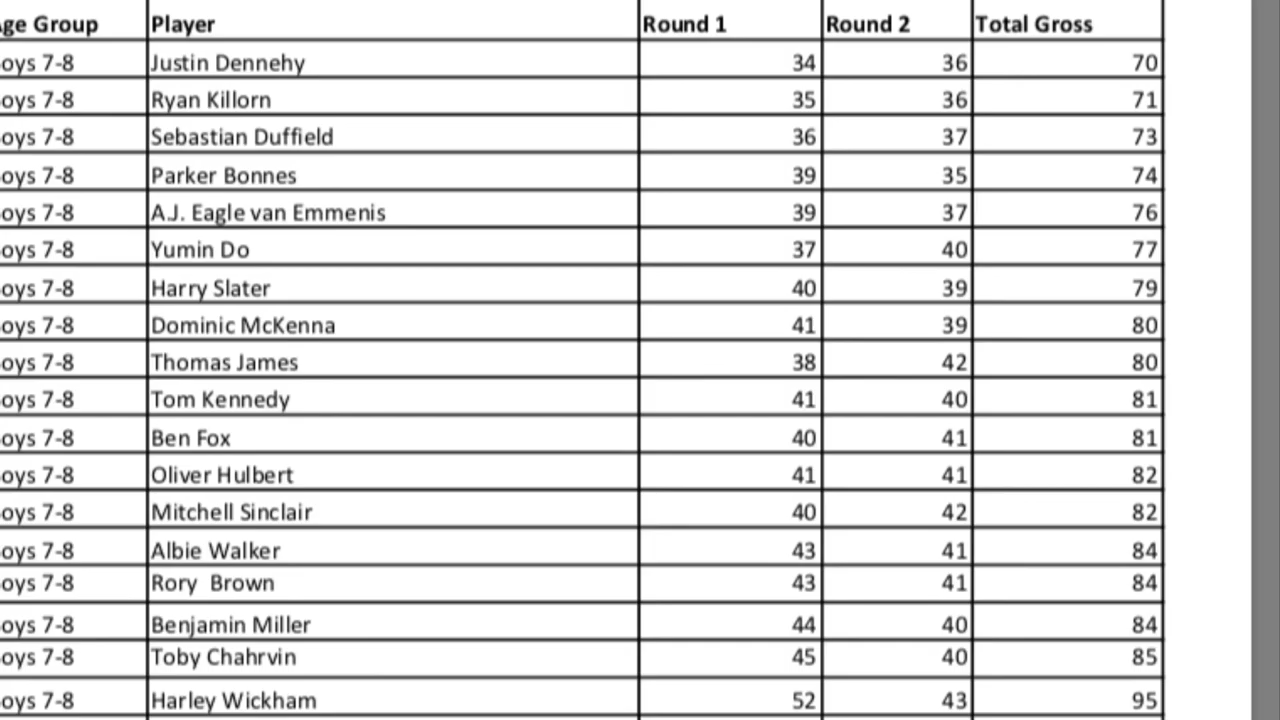 ge Group Player Round 1 Round 2 Total Gross
oys 7-8 Justin Dennehy 34 36 70
oys 7-8 Ryan Killorn 35 36 71
oys 7-8 Sebastian Duffield 36 37 73
oys 7-8 Parker Bonnes 39 35 74
oys 7-8 A.J. Eagle van Emmenis 39 37 76
oys 7-8 Yumin Do 37 40 77
oys 7-8 Harry Slater 40 39 79
oys 7-8 Dominic McKenna 41 39 80
oys 7-8 Thomas James 38 42 80
oys 7-8 Tom Kennedy 41 40 81
oys 7-8 Ben Fox 40 41 81
oys 7-8 Oliver Hulbert 41 41 82
oys 7-8 Mitchell Sinclair 40 42 82
oys 7-8 Albie Walker 43 41 84
oys 7-8 Rory  Brown 43 41 84
oys 7-8 Benjamin Miller 44 40 84
oys 7-8 Toby Chahrvin 45 40 85
oys 7-8 Harley Wickham 52 43 95